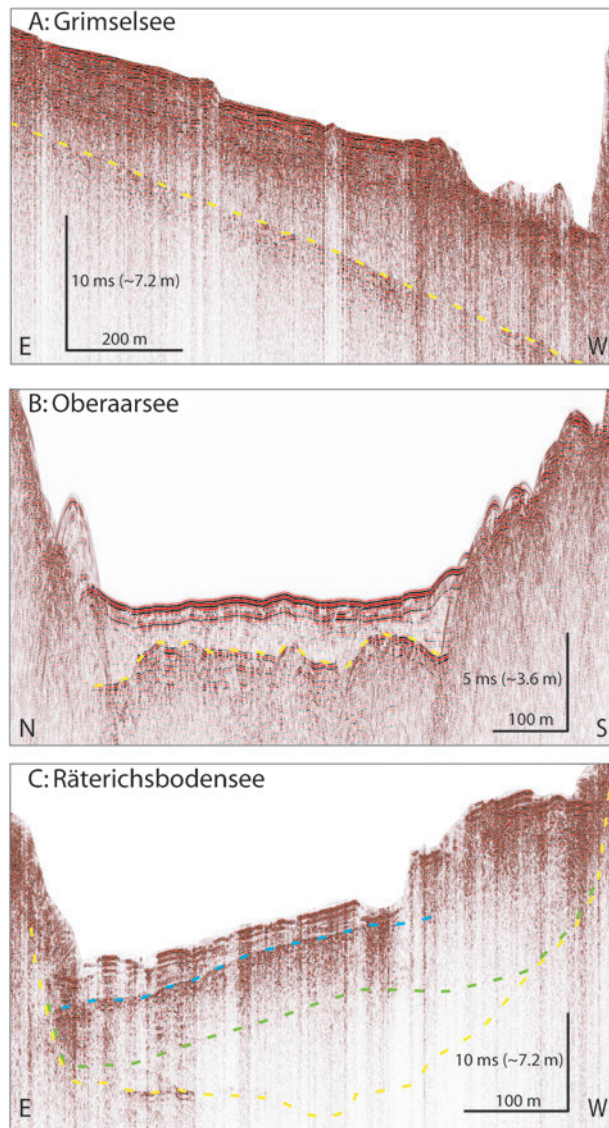 A: Grimselsee
10 ms (~7.2 m)
200 m
E
W
B: Oberaarsee
5 ms (~3.6 m)
100 m
N
S
C: Räterichsbodensee
10 ms (~7.2 m)
100 m
E
W